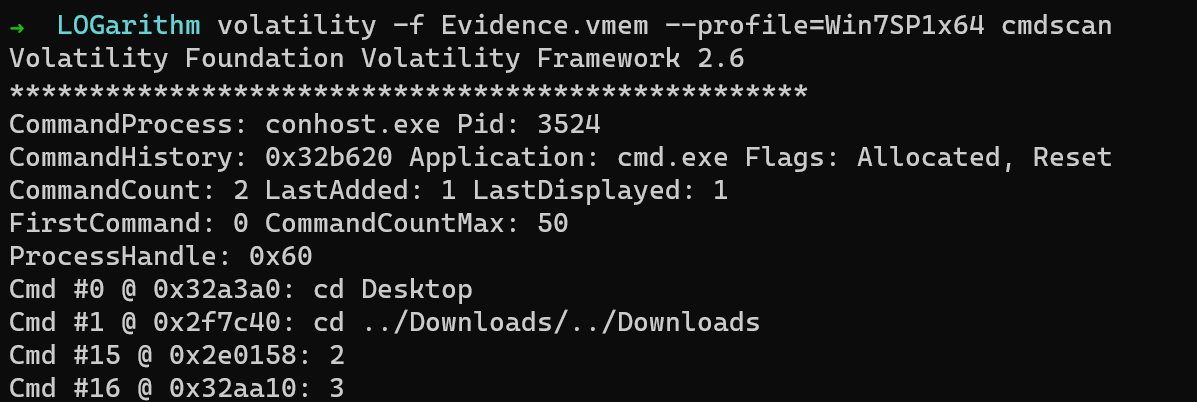 → LOGarithm volatility -f Evidence.vmem --profile=Win7SP1x64 cmdscan
Volatility Foundation Volatility Framework 2.6
**************************************************
CommandProcess: conhost.exe Pid: 3524
CommandHistory: 0x32b620 Application: cmd.exe Flags: Allocated, Reset
CommandCount: 2 LastAdded: 1 LastDisplayed: 1
FirstCommand: 0 CommandCountMax: 50
ProcessHandle: 0x60
Cmd #0 @ 0x32a3a0: cd Desktop
Cmd #1 @ 0x2f7c40: cd ../Downloads/../Downloads
Cmd #15 @ 0x2e0158: 2
Cmd #16 @ 0x32aa10: 3